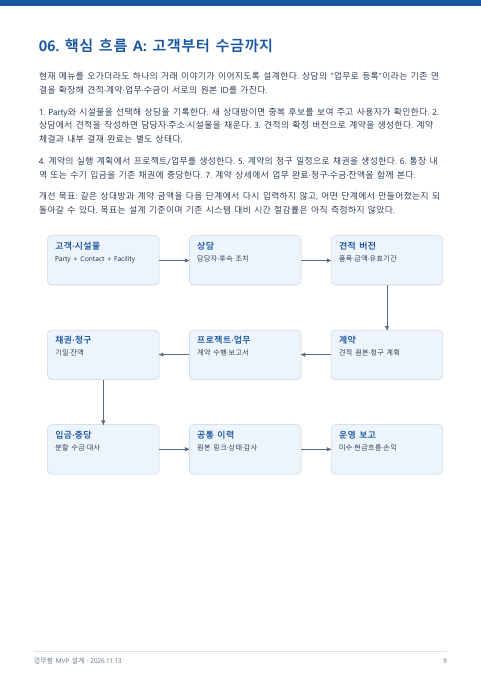 06. 핵심 흐름 A: 고객부터 수금까지
현재 메뉴를 오가더라도 하나의 거래 이야기가 이어지도록 설계한다. 상담의 "업무로 등록"이라는 기존 연
결을 확장해 견적·계약·업무·수금이 서로의 원본 ID를 가진다.
1. Party와 시설물을 선택해 상담을 기록한다. 새 상대방이면 중복 후보를 보여 주고 사용자가 확인한다. 2.
상담에서 견적을 작성하면 담당자·주소·시설물을 채운다. 3. 견적의 확정 버전으로 계약을 생성한다. 계약
체결과 내부 결재 완료는 별도 상태다.
4. 계약의 실행 계획에서 프로젝트/업무를 생성한다. 5. 계약의 청구 일정으로 채권을 생성한다. 6. 통장 내
역 또는 수기 입금을 기존 채권에 충당한다. 7. 계약 상세에서 업무 완료·청구·수금·잔액을 함께 본다.
개선 목표: 같은 상대방과 계약 금액을 다음 단계에서 다시 입력하지 않고, 어떤 단계에서 만들어졌는지 되
돌아갈 수 있다. 목표는 설계 기준이며 기존 시스템 대비 시간 절감률은 아직 측정하지 않았다.
고객·시설물
Party + Contact + Facility
상담
담당자·후속 조치
견적 버전
품목·금액·유효기간
채권·청구
기일·잔액
프로젝트·업무
계약 수행·보고서
계약
견적 원본·청구 계획
입금·충당
분할 수금·대사
공통 이력
원본 링크·상태·감사
운영 보고
미수·현금흐름·손익
업무함 MVP 설계 · 2026.11.13
9